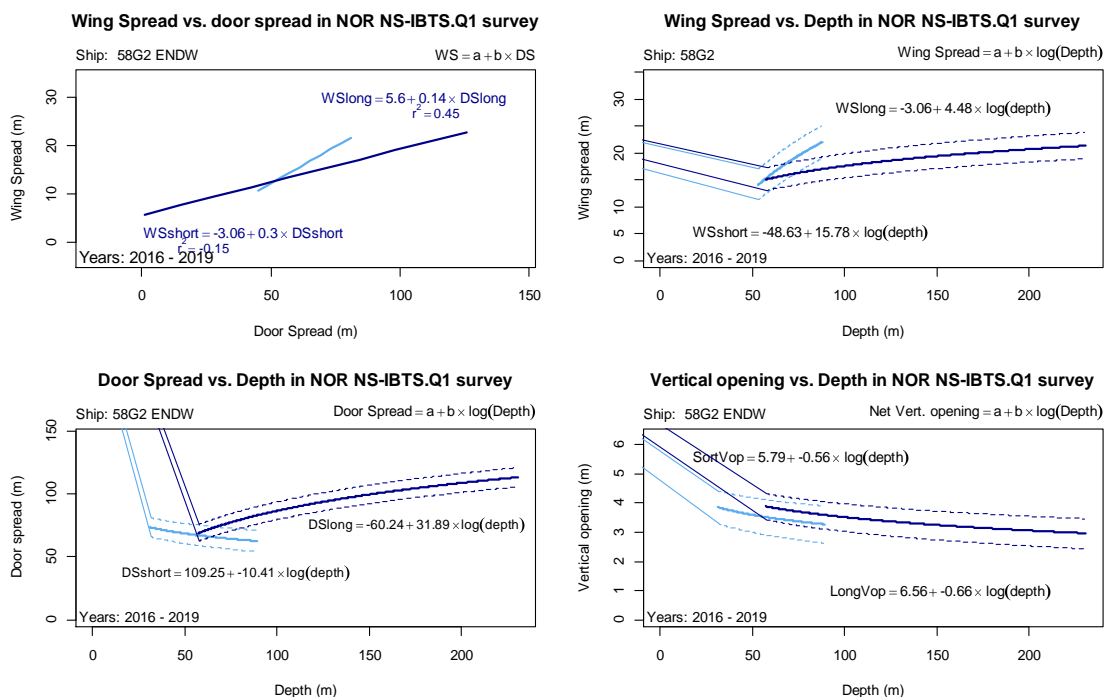 Wing Spread vs. door spread in NOR NS-IBTS.Q1 survey
Ship: 58G2 ENDW
WS = a + b × DS
Wing Spread (m)
30
20
10
0
WSlong = 5.6 + 0.14 × DSlong
r² = 0.45
WSshort = -3.06 + 0.3 × DSshort
r² = -0.15
Years: 2016 - 2019
0 50 100 150
Door Spread (m)
Wing Spread vs. Depth in NOR NS-IBTS.Q1 survey
Ship: 58G2
Wing Spread = a + b × log(Depth)
Wing spread (m)
30
20
15
10
5
0
WSlong = -3.06 + 4.48 × log(depth)
WSshort = -48.63 + 15.78 × log(depth)
Years: 2016 - 2019
0 50 100 150 200
Depth (m)
Door Spread vs. Depth in NOR NS-IBTS.Q1 survey
Ship: 58G2 ENDW
Door Spread = a + b × log(Depth)
Door spread (m)
150
100
50
0
DSlong = -60.24 + 31.89 × log(depth)
DSshort = 109.25 + -10.41 × log(depth)
Years: 2016 - 2019
0 50 100 150 200
Depth (m)
Vertical opening vs. Depth in NOR NS-IBTS.Q1 survey
Ship: 58G2 ENDW
Net Vert. opening = a + b × log(Depth)
Vertical opening (m)
6
5
4
3
2
1
0
SortVop = 5.79 + -0.56 × log(depth)
LongVop = 6.56 + -0.66 × log(depth)
Years: 2016 - 2019
0 50 100 150 200
Depth (m)